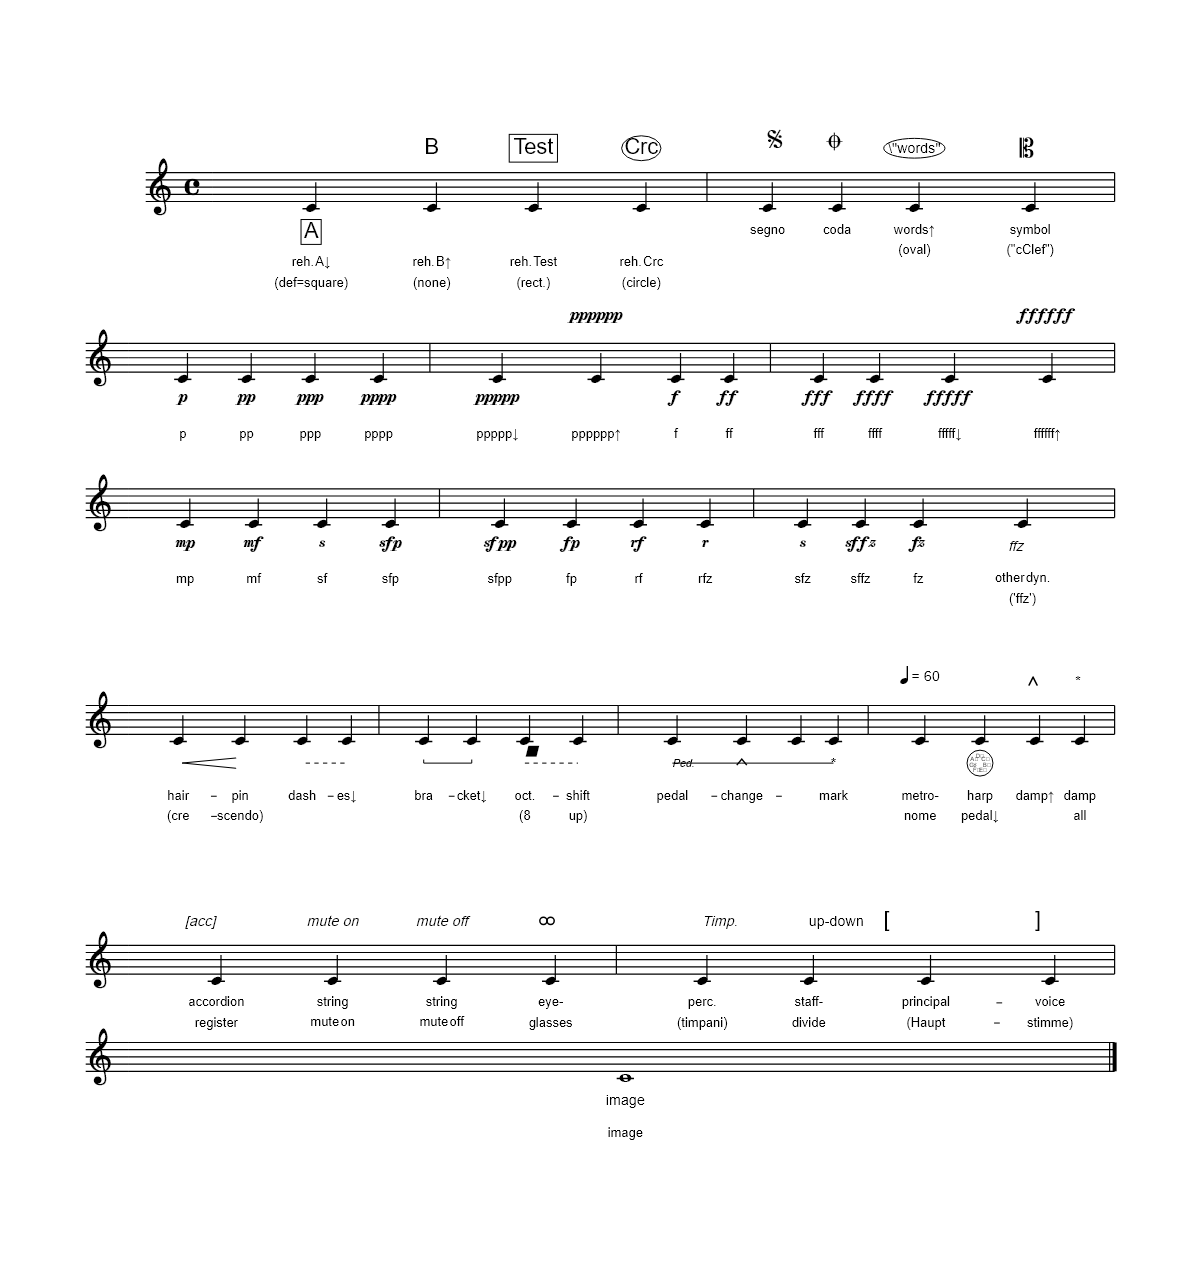 B Test Crc \"words"
A segno coda words↑ symbol
(oval) ("cClef")
reh. A↓ reh. B↑ reh. Test reh. Crc
(def=square) (none) (rect.) (circle)
pppppp ffffff
p pp ppp pppp ppppp f ff fff ffff fffff
p pp ppp pppp ppppp↓ pppppp↑ f ff fff ffff fffff↓ ffffff↑
mp mf s sfp sfpp fp rf r s sffz fz ffz
mp mf sf sfp sfpp fp rf rfz sfz sffz fz other dyn.
('ffz')
= 60 *
Ped. *
hair – pin dash – es↓ bra – cket↓ oct. – shift pedal – change – mark metro- harp damp↑ damp
(cre – scendo) (8 up) nome pedal↓ all
[acc] mute on mute off Timp. up-down [ ]
accordion string string eye- perc. staff- principal – voice
register mute on mute off glasses (timpani) divide (Haupt – stimme)
image
image